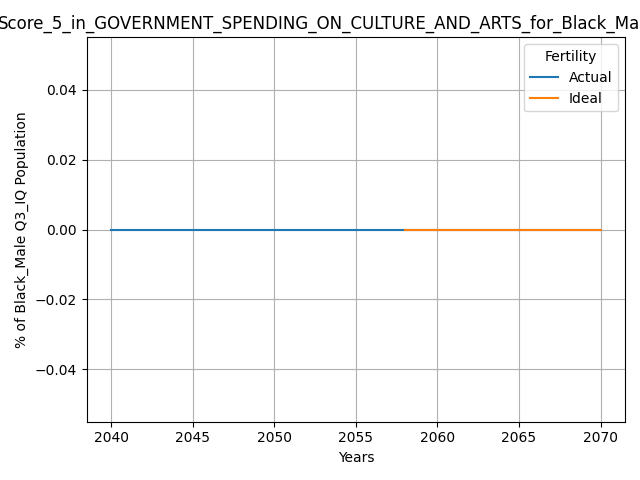 Score_5_in_GOVERNMENT_SPENDING_ON_CULTURE_AND_ARTS_for_Black_Ma
Fertility
Actual
Ideal
% of Black_Male Q3_IQ Population
0.04
0.02
0.00
−0.02
−0.04
2040 2045 2050 2055 2060 2065 2070
Years